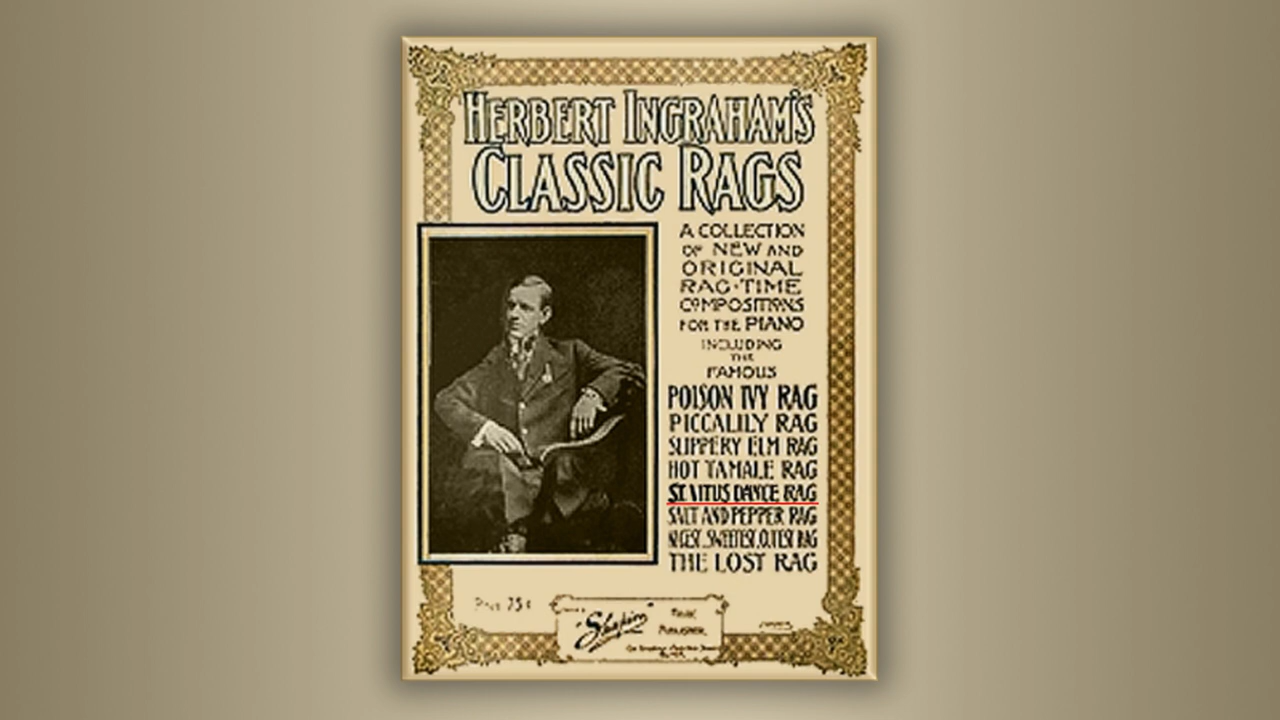 HERBERT INGRAHAM'S
CLASSIC RAGS
A COLLECTION
OF NEW AND
ORIGINAL
RAG-TIME
COMPOSITIONS
FOR THE PIANO
INCLUDING
THE
FAMOUS
POISON IVY RAG
PICCALILY RAG
SLIPPERY ELM RAG
HOT TAMALE RAG
ST. VITUS DANCE RAG
SALT AND PEPPER RAG
NICEST, SWEETEST, CUTEST RAG
THE LOST RAG
"Shapiro"